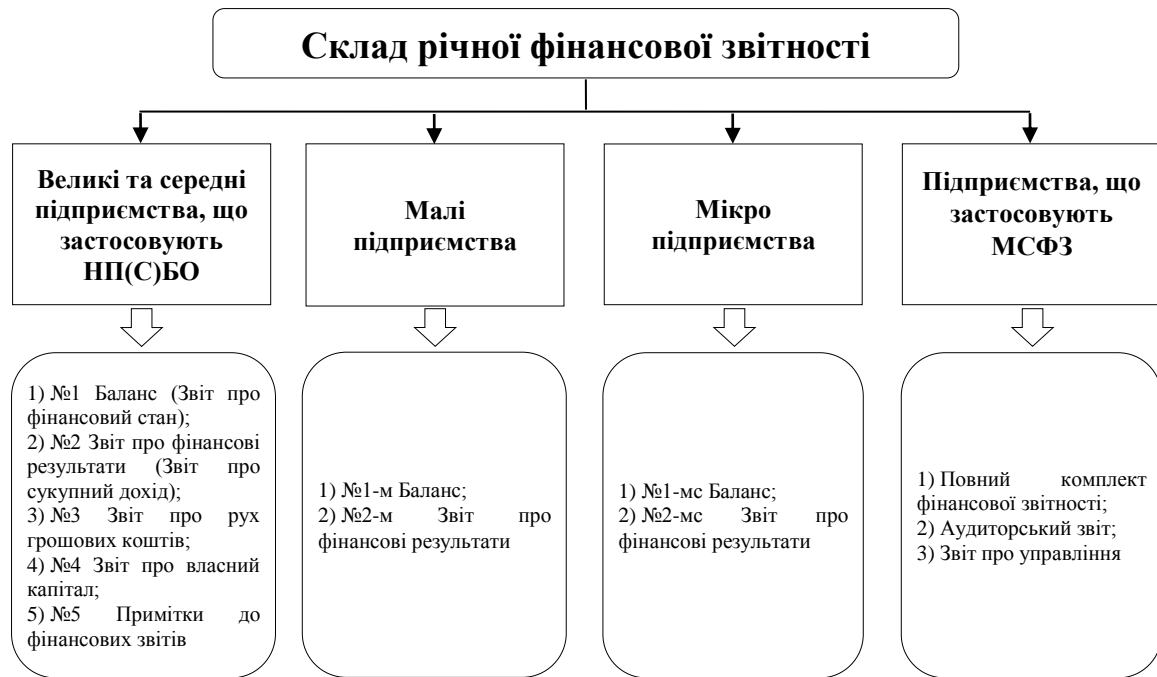 Склад річної фінансової звітності
Великі та середні
підприємства, що
застосовують
НП(С)БО
Малі
підприємства
Мікро
підприємства
Підприємства, що
застосовують
МСФЗ
1) №1 Баланс (Звіт про
фінансовий стан);
2) №2 Звіт про фінансові
результати (Звіт про
сукупний дохід);
3) №3 Звіт про рух
грошових коштів;
4) №4 Звіт про власний
капітал;
5) №5 Примітки до
фінансових звітів
1) №1-м Баланс;
2) №2-м Звіт про
фінансові результати
1) №1-мс Баланс;
2) №2-мс Звіт про
фінансові результати
1) Повний комплект
фінансової звітності;
2) Аудиторський звіт;
3) Звіт про управління